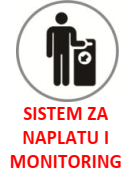 SISTEM ZA
NAPLATU I
MONITORING